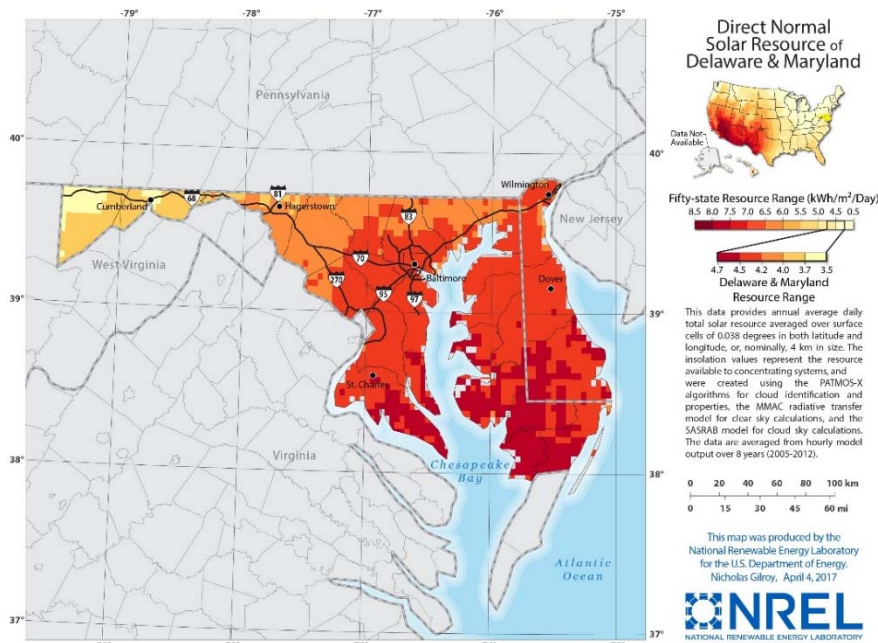 Direct Normal
Solar Resource of
Delaware & Maryland
Data Not-
Available
Fifty-state Resource Range (kWh/m²/Day)
8.5 8.0 7.5 7.0 6.5 6.0 5.5 5.0 4.5 0.5
4.7 4.5 4.2 4.0 3.7 3.5
Delaware & Maryland
Resource Range
This data provides annual average daily
total solar resource averaged over surface
cells of 0.038 degrees in both latitude and
longitude, or, nominally, 4 km in size. The
insolation values represent the resource
available to concentrating systems, and
were created using the PATMOS-X
algorithms for cloud identification and
properties, the MMAC radiative transfer
model for clear sky calculations, and the
SASRAB model for cloud sky calculations.
The data are averaged from hourly model
output over 8 years (2005-2012).
0 20 40 60 80 100 km
0 15 30 45 60 mi
This map was produced by the
National Renewable Energy Laboratory
for the U.S. Department of Energy.
Nicholas Gilroy, April 4, 2017
NREL
NATIONAL RENEWABLE ENERGY LABORATORY
-79° -78° -77° -76° -75°
Pennsylvania
40° 40°
Wilmington
Cumberland 68 81 Hagerstown 83
New Jersey
West Virginia 70
270 Baltimore
95 97
Dover
39° 39°
St. Charles
Virginia
38° 38°
Chesapeake
Bay
Atlantic
Ocean
37° 37°